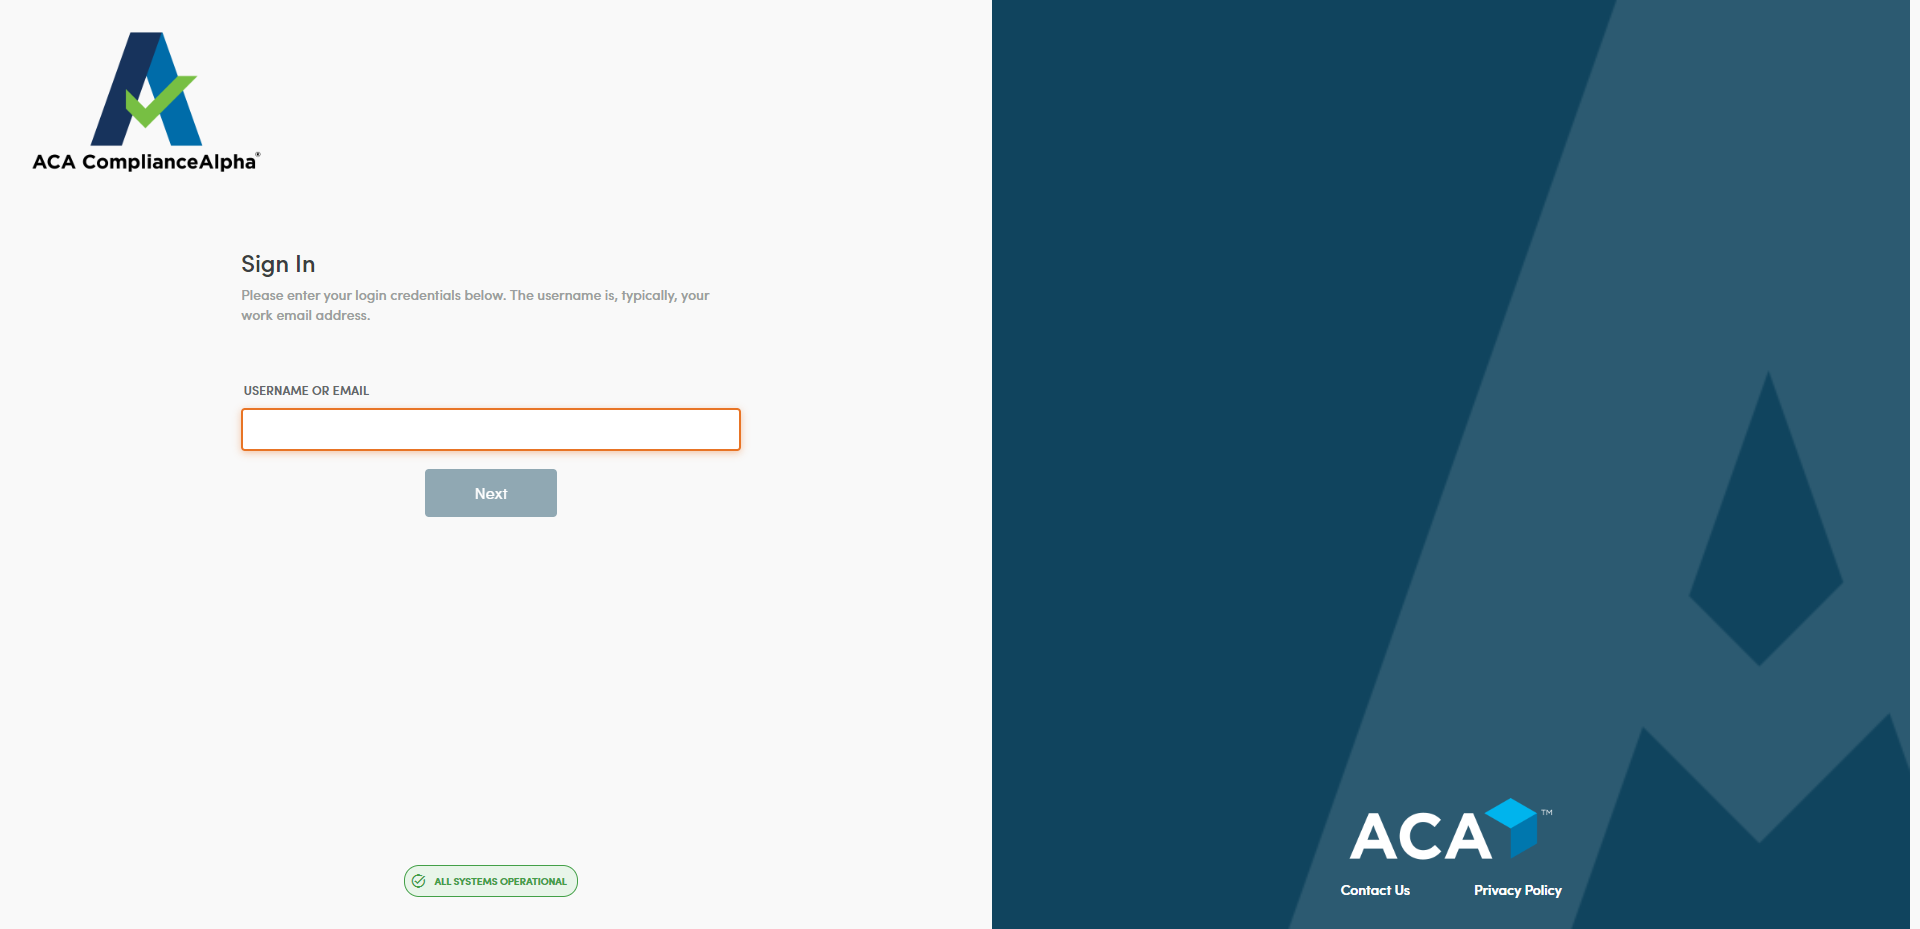 ACA ComplianceAlpha®
Sign In
Please enter your login credentials below. The username is, typically, your
work email address.
USERNAME OR EMAIL
Next
ALL SYSTEMS OPERATIONAL
ACA™
Contact Us
Privacy Policy